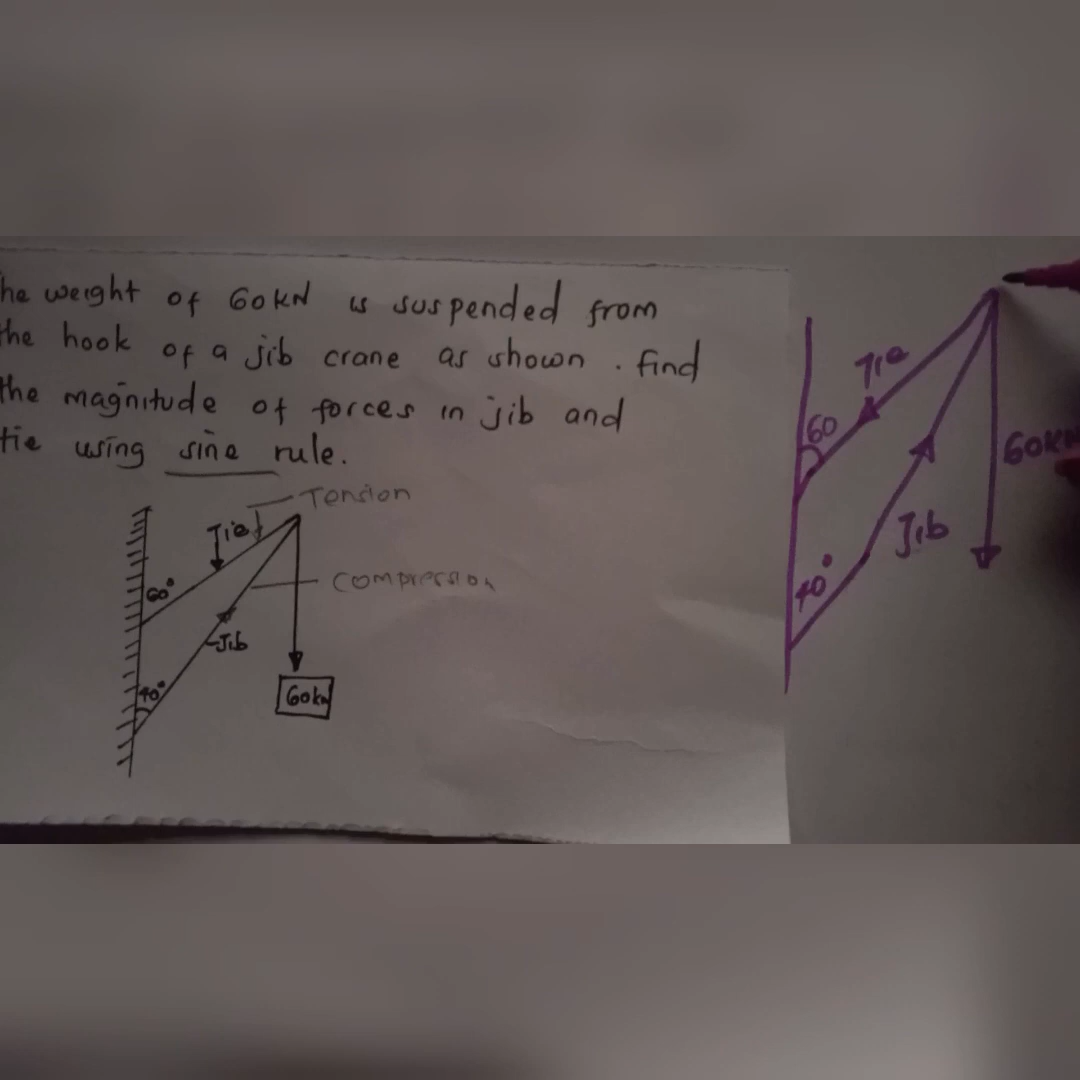 he weight of 60kN is suspended from
the hook of a jib crane as shown . find
the magnitude of forces in jib and
tie using sine rule.
Tension
Tie
60°
Compression
Jib
40°
60kN
Tie
60
60kN
Jib
40°